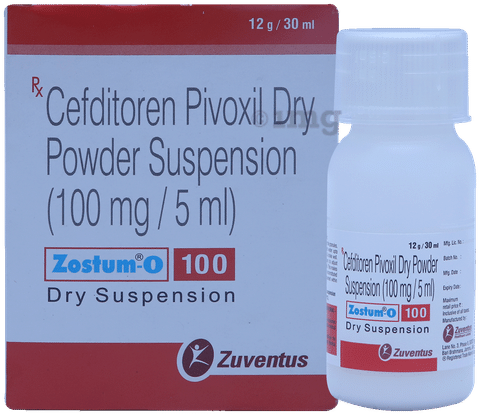 12 g / 30 ml
Rx Cefditoren Pivoxil Dry
Powder Suspension
(100 mg / 5 ml)
Zostum®-O 100
Dry Suspension
Zuventus
1mg
12 g / 30 ml
Mfg. Lic. No.:
Rx Cefditoren Pivoxil Dry Powder
Suspension (100 mg / 5 ml)
Zostum®-O 100
Dry Suspension
Batch No. :
Mfg. Date
Expiry Date
Maximum
retail price ₹
Inclusive of all taxes
Manufactured by
Zuventus